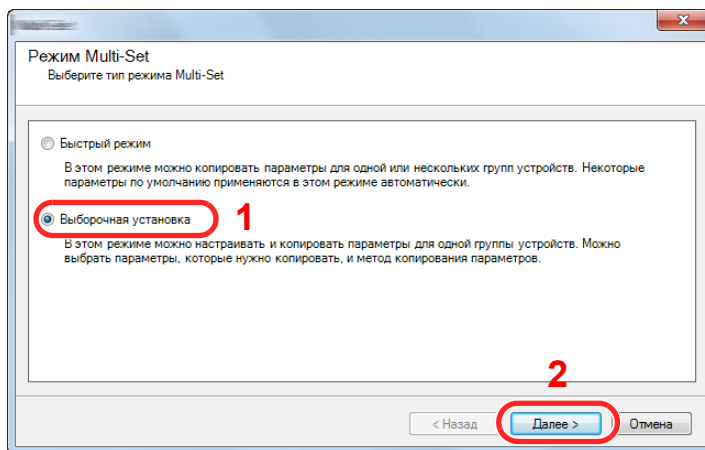 Режим Multi-Set
Выберите тип режима Multi-Set
Быстрый режим
В этом режиме можно копировать параметры для одной или нескольких групп устройств. Некоторые
параметры по умолчанию применяются в этом режиме автоматически.
Выборочная установка
1
В этом режиме можно настраивать и копировать параметры для одной группы устройств. Можно
выбрать параметры, которые нужно копировать, и метод копирования параметров.
2
< Назад
Далее >
Отмена